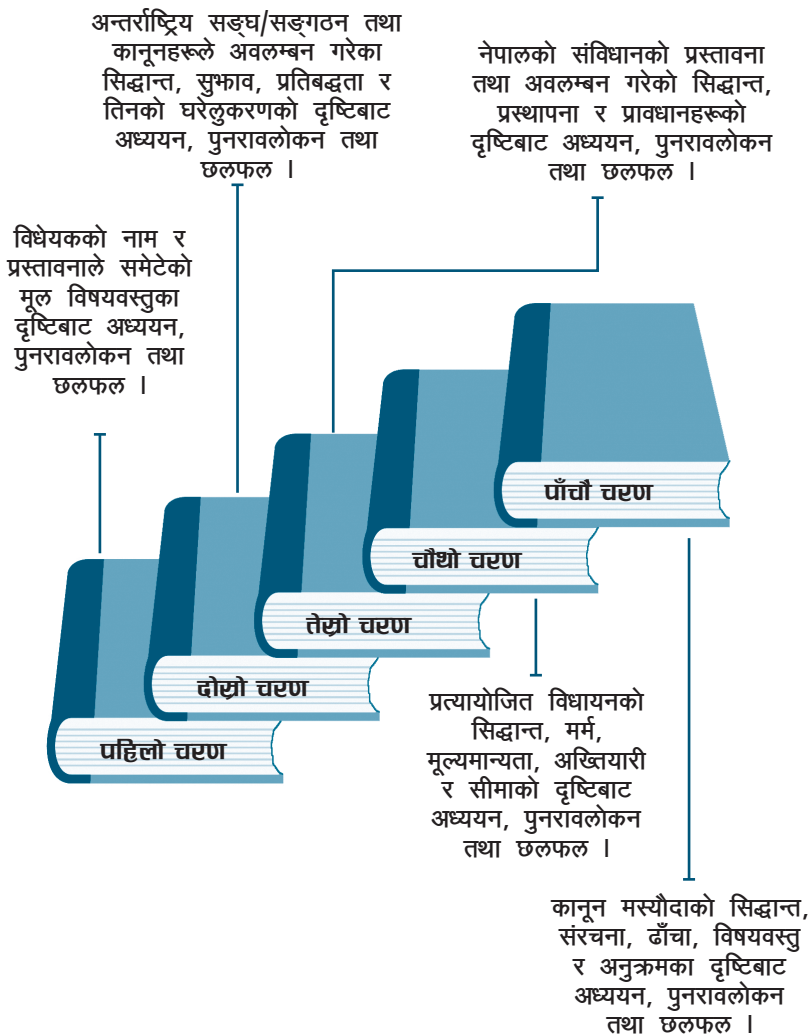 अन्तर्राष्ट्रिय सङ्घ/सङ्गठन तथा
कानूनहरूले अवलम्बन गरेका
सिद्धान्त, सुझाव, प्रतिबद्धता र
तिनको घरेलुकरणको दृष्टिबाट
अध्ययन, पुनरावलोकन तथा
छलफल ।
नेपालको संविधानको प्रस्तावना
तथा अवलम्बन गरेको सिद्धान्त,
प्रस्थापना र प्रावधानहरूको
दृष्टिबाट अध्ययन, पुनरावलोकन
तथा छलफल ।
विधेयकको नाम र
प्रस्तावनाले समेटेको
मूल विषयवस्तुका
दृष्टिबाट अध्ययन,
पुनरावलोकन तथा
छलफल ।
पाँचौ चरण
चौथो चरण
तेस्रो चरण
दोस्रो चरण
पहिलो चरण
प्रत्यायोजित विधायनको
सिद्धान्त, मर्म,
मूल्यमान्यता, अख्तियारी
र सीमाको दृष्टिबाट
अध्ययन, पुनरावलोकन
तथा छलफल ।
कानून मस्यौदाको सिद्धान्त,
संरचना, ढाँचा, विषयवस्तु
र अनुक्रमका दृष्टिबाट
अध्ययन, पुनरावलोकन
तथा छलफल ।